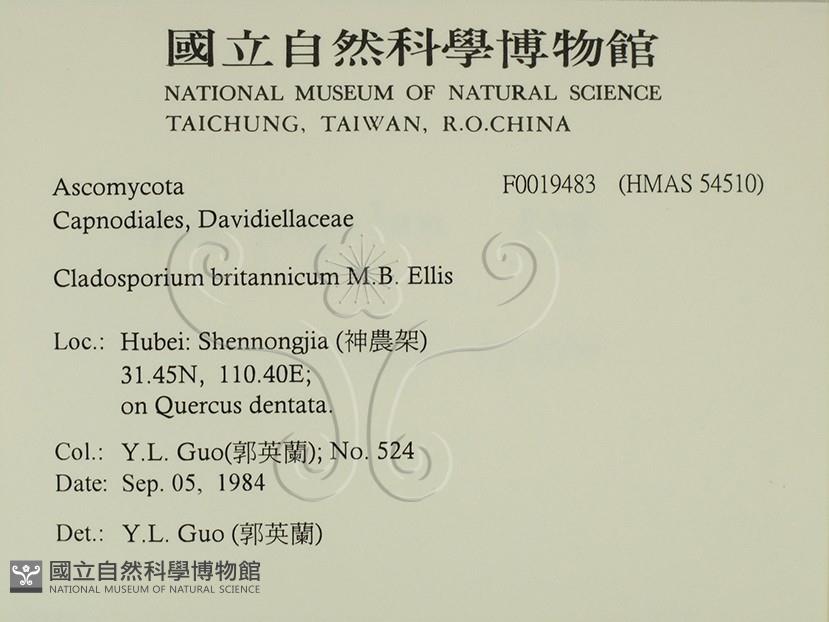 國立自然科學博物館
NATIONAL MUSEUM OF NATURAL SCIENCE
TAICHUNG, TAIWAN, R.O.CHINA
Ascomycota F0019483 (HMAS 54510)
Capnodiales, Davidiellaceae
Cladosporium britannicum M.B. Ellis
Loc.: Hubei: Shennongjia (神農架)
31.45N, 110.40E;
on Quercus dentata.
Col.: Y.L. Guo(郭英蘭); No. 524
Date: Sep. 05, 1984
Det.: Y.L. Guo (郭英蘭)
國立自然科學博物館
NATIONAL MUSEUM OF NATURAL SCIENCE